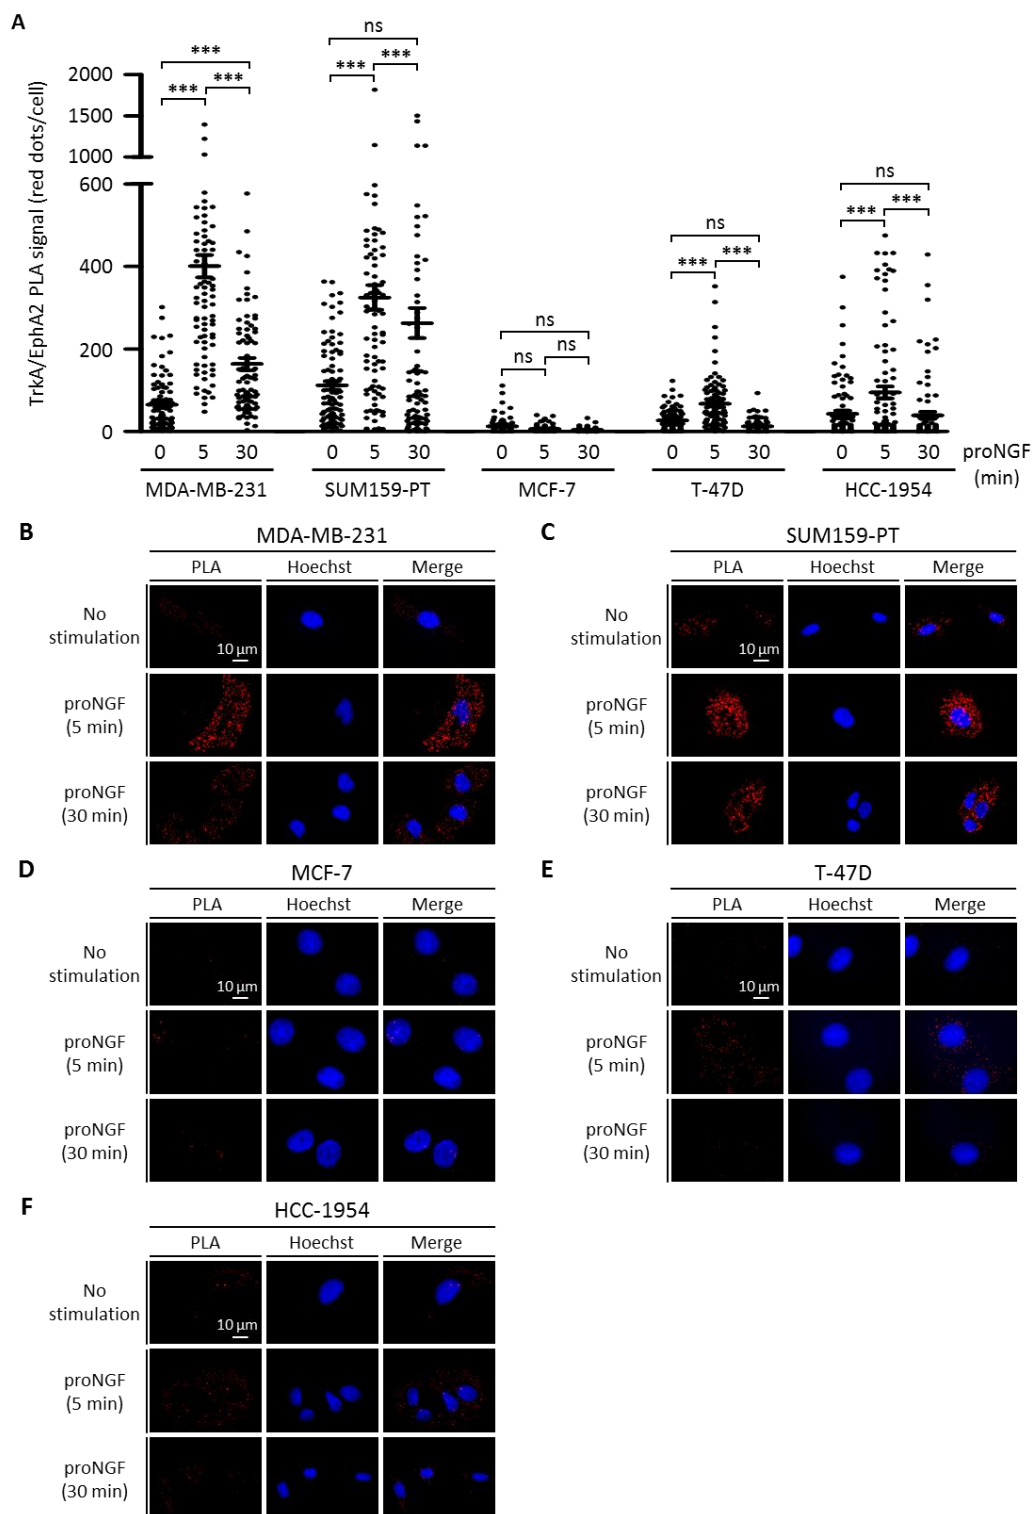 A
TrkA/EphA2 PLA signal (red dots/cell)
2000
1500
1000
600
400
200
0
*** *** ***
ns *** ***
ns ns ns
ns *** ***
ns *** ***
0 5 30 0 5 30 0 5 30 0 5 30 0 5 30 proNGF
(min)
MDA-MB-231 SUM159-PT MCF-7 T-47D HCC-1954
B
MDA-MB-231
PLA Hoechst Merge
No
stimulation
10 µm
proNGF
(5 min)
proNGF
(30 min)
C
SUM159-PT
PLA Hoechst Merge
No
stimulation
10 µm
proNGF
(5 min)
proNGF
(30 min)
D
MCF-7
PLA Hoechst Merge
No
stimulation
10 µm
proNGF
(5 min)
proNGF
(30 min)
E
T-47D
PLA Hoechst Merge
No
stimulation
10 µm
proNGF
(5 min)
proNGF
(30 min)
F
HCC-1954
PLA Hoechst Merge
No
stimulation
10 µm
proNGF
(5 min)
proNGF
(30 min)